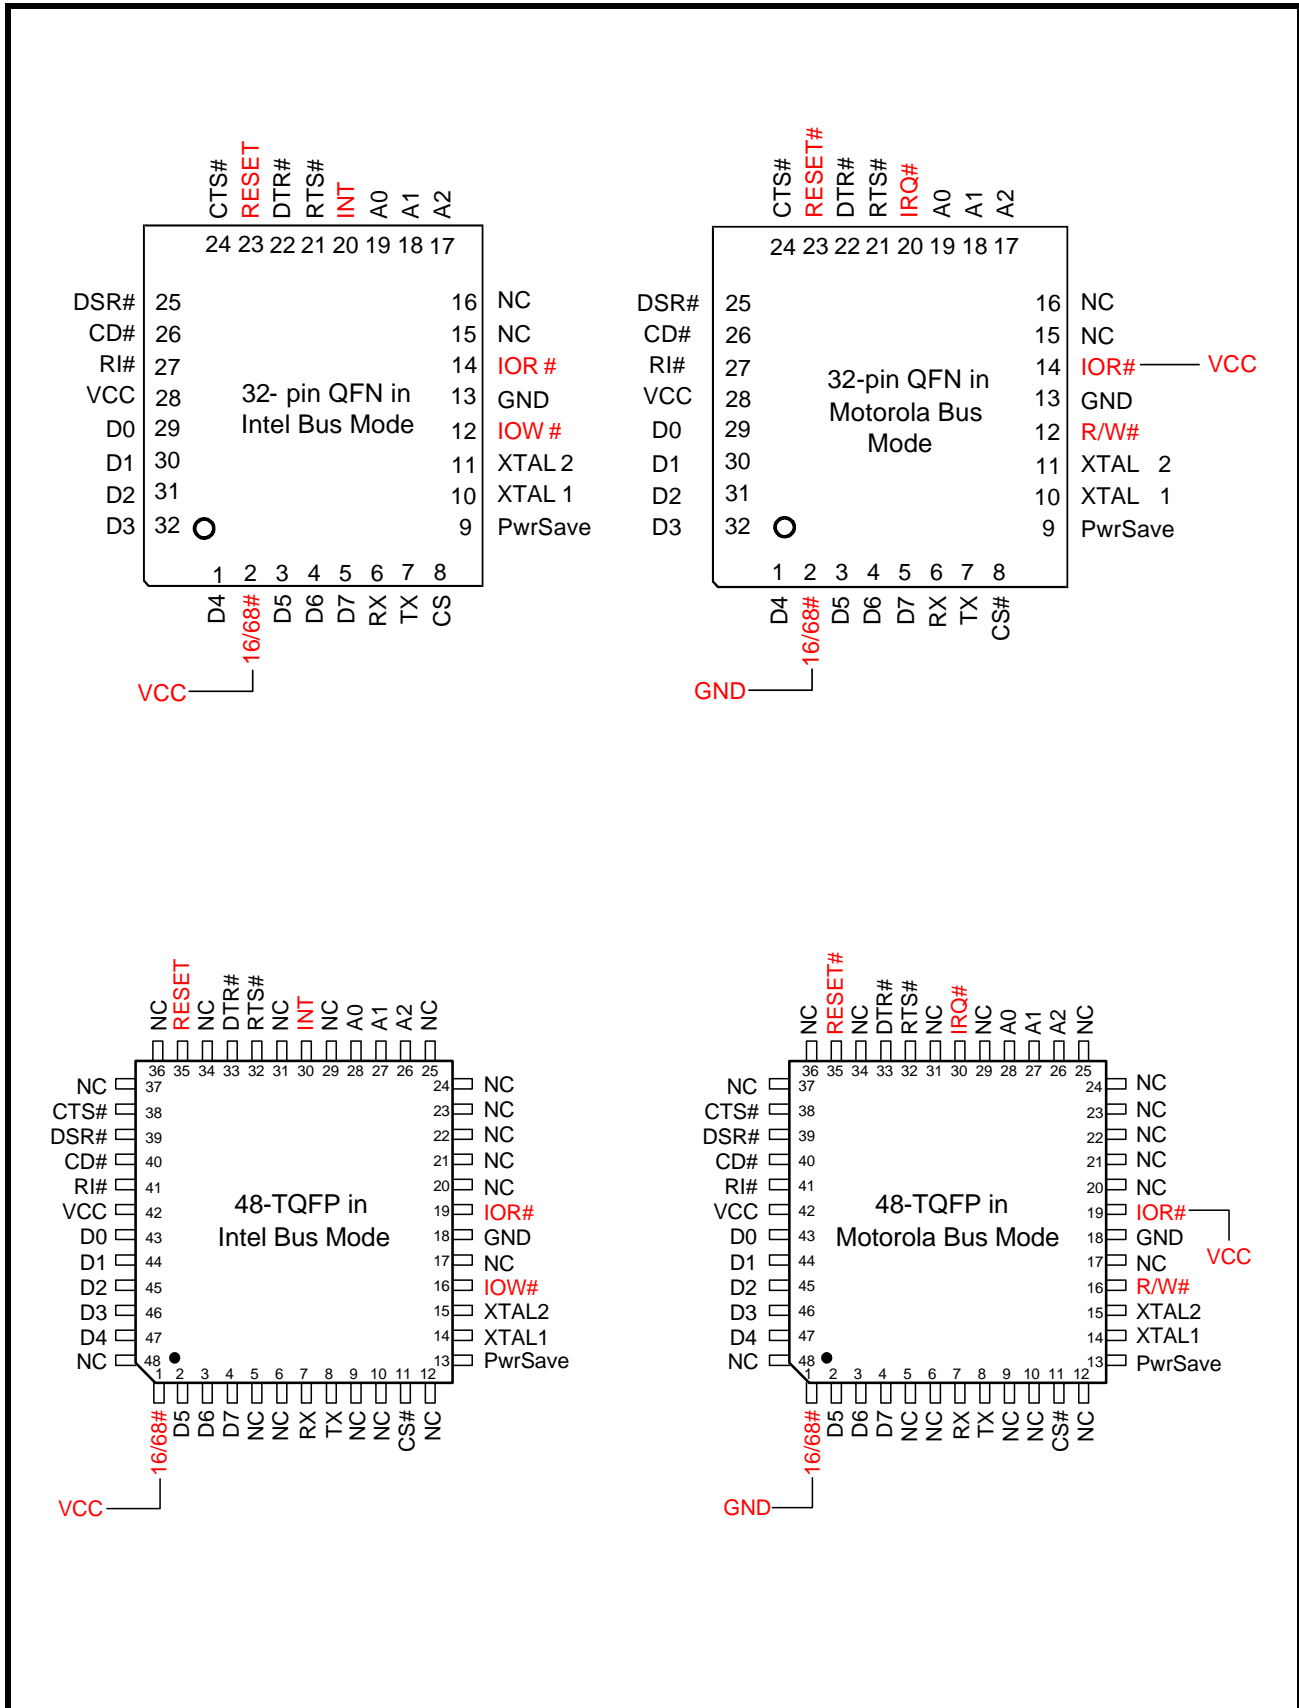 CTS# RESET DTR# RTS# INT A0 A1 A2
24 23 22 21 20 19 18 17
DSR# 25 16 NC
CD# 26 15 NC
RI# 27 14 IOR #
VCC 28 13 GND
D0 29 12 IOW #
D1 30 11 XTAL 2
D2 31 10 XTAL 1
D3 32 9 PwrSave
32- pin QFN in
Intel Bus Mode
1 2 3 4 5 6 7 8
D4 16/68# D5 D6 D7 RX TX CS
VCC
CTS# RESET# DTR# RTS# IRQ# A0 A1 A2
24 23 22 21 20 19 18 17
DSR# 25 16 NC
CD# 26 15 NC
RI# 27 14 IOR# VCC
VCC 28 13 GND
D0 29 12 R/W#
D1 30 11 XTAL 2
D2 31 10 XTAL 1
D3 32 9 PwrSave
32-pin QFN in
Motorola Bus
Mode
1 2 3 4 5 6 7 8
D4 16/68# D5 D6 D7 RX TX CS#
GND
NC RESET NC DTR# RTS# NC INT NC A0 A1 A2 NC
36 35 34 33 32 31 30 29 28 27 26 25
NC 37 24 NC
CTS# 38 23 NC
DSR# 39 22 NC
CD# 40 21 NC
RI# 41 20 NC
VCC 42 19 IOR#
D0 43 18 GND
D1 44 17 NC
D2 45 16 IOW#
D3 46 15 XTAL2
D4 47 14 XTAL1
NC 48 13 PwrSave
48-TQFP in
Intel Bus Mode
1 2 3 4 5 6 7 8 9 10 11 12
16/68# D5 D6 D7 NC NC RX TX NC NC CS# NC
VCC
NC RESET# NC DTR# RTS# NC IRQ# NC A0 A1 A2 NC
36 35 34 33 32 31 30 29 28 27 26 25
NC 37 24 NC
CTS# 38 23 NC
DSR# 39 22 NC
CD# 40 21 NC
RI# 41 20 NC
VCC 42 19 IOR#
D0 43 18 GND
VCC
D1 44 17 NC
D2 45 16 R/W#
D3 46 15 XTAL2
D4 47 14 XTAL1
NC 48 13 PwrSave
48-TQFP in
Motorola Bus Mode
1 2 3 4 5 6 7 8 9 10 11 12
16/68# D5 D6 D7 NC NC RX TX NC NC CS# NC
GND